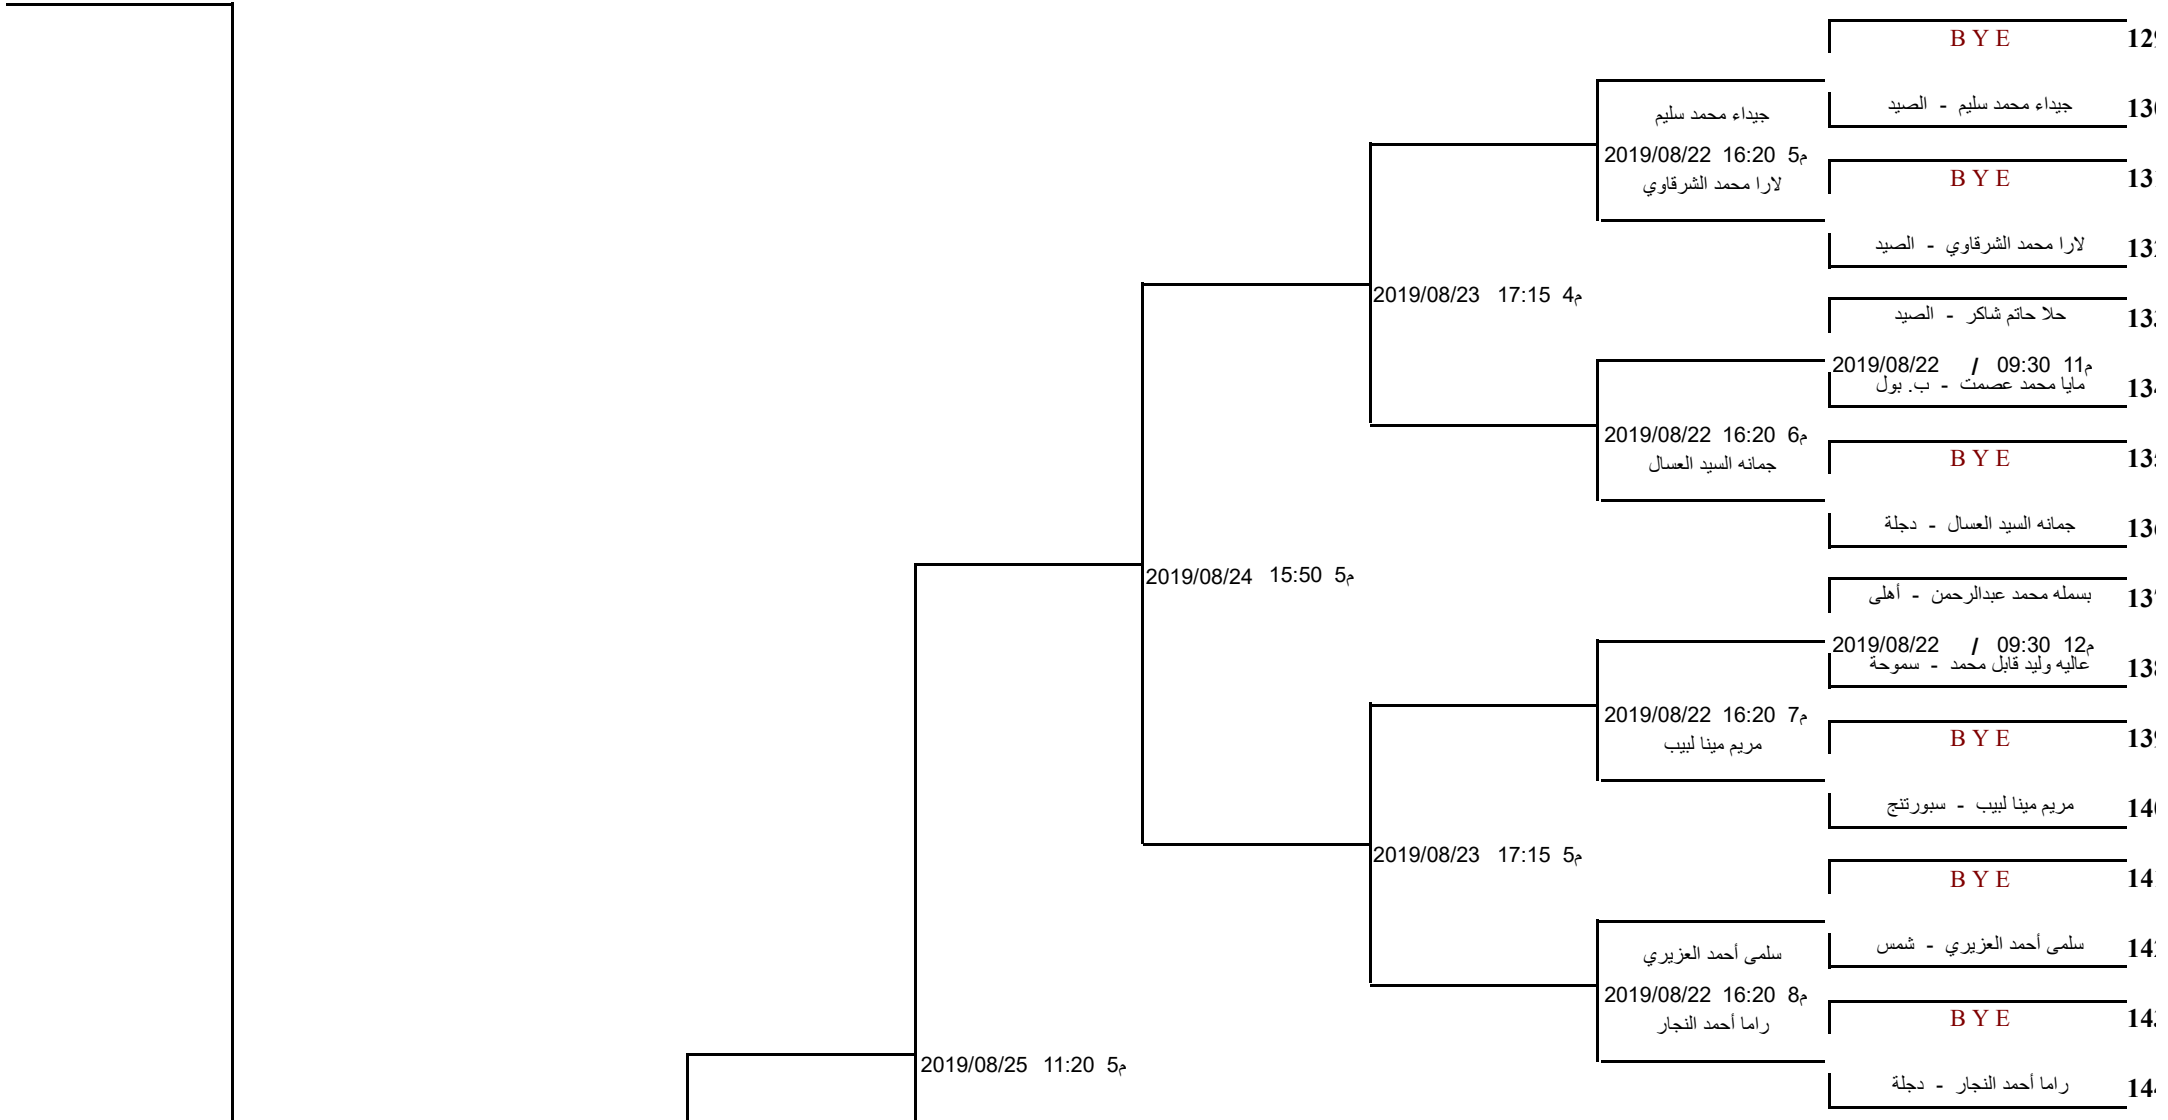 129
B Y E
130
جيداء محمد سليم - الصيد
جيداء محمد سليم
2019/08/22 16:20 م5
لارا محمد الشرقاوي
131
B Y E
132
لارا محمد الشرقاوي - الصيد
2019/08/23 17:15 م4
133
حلا حاتم شاكر - الصيد
2019/08/22 / 09:30 م11
134
مايا محمد عصمت - ب. بول
2019/08/22 16:20 م6
جمانه السيد العسال
135
B Y E
136
جمانه السيد العسال - دجلة
2019/08/24 15:50 م5
137
بسمله محمد عبدالرحمن - أهلى
2019/08/22 / 09:30 م12
138
عاليه وليد قابل محمد - سموحة
2019/08/22 16:20 م7
مريم مينا لبيب
139
B Y E
140
مريم مينا لبيب - سبورتنج
2019/08/23 17:15 م5
141
B Y E
142
سلمى أحمد العزيري - شمس
سلمى أحمد العزيري
2019/08/22 16:20 م8
راما أحمد النجار
143
B Y E
144
راما أحمد النجار - دجلة
2019/08/25 11:20 م5